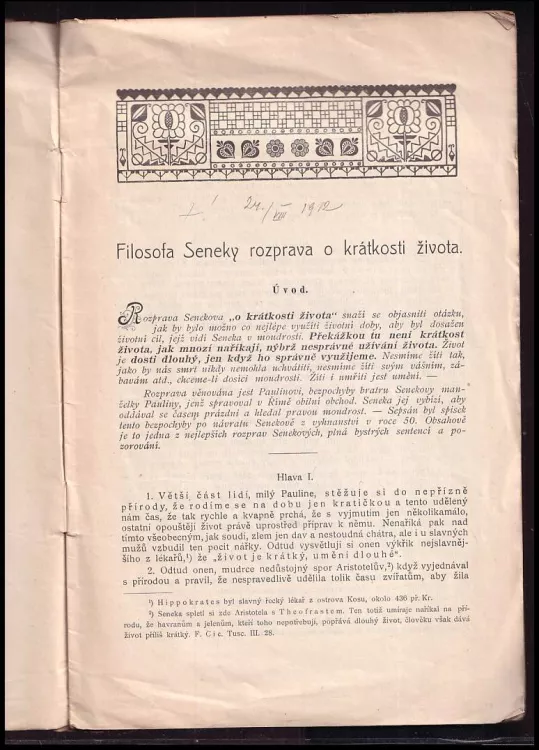 I.! 21./VIII 1912
Filosofa Seneky rozprava o krátkosti života.
Úvod.
Rozprava Senekova „o krátkosti života“ snaží se objasniti otázku,
jak by bylo možno co nejlépe využíti životní doby, aby byl dosažen
životní cíl, jejž vidí Seneka v moudrosti. Překážkou tu není krátkost
života, jak mnozí naříkají, nýbrž nesprávné užívání života. Život
je dosti dlouhý, jen když ho správně využijeme. Nesmíme žíti tak,
jako by nás smrt nikdy nemohla uchvátiti, nesmíme žíti svým vášním, zá-
bavám atd., chceme-li dosíci moudrosti. Žíti i umříti jest umění. —
Rozprava věnována jest Paulinovi, bezpochyby bratru Senekovy man-
želky Pauliny, jenž spravoval v Římě obilní obchod. Seneka jej vybízí, aby
oddával se časem prázdni a hledal pravou moudrost. — Sepsán byl spisek
tento bezpochyby po návratu Senekově z vyhnanství v roce 50. Obsahově
je to jedna z nejlepších rozprav Senekových, plná bystrých sentencí a po-
zorování.
Hlava I.
1. Větší část lidí, milý Pauline, stěžuje si do nepřízně
přírody, že rodíme se na dobu jen kratičkou a tento udělený
nám čas, že tak rychle a kvapně prchá, že s vyjmutím jen několikamálo,
ostatní opouštějí život právě uprostřed příprav k němu. Nenaříká pak nad
tímto všeobecným, jak soudí, zlem jen dav a nestoudná chátra, ale i u slavných
mužů vzbudil ten pocit nářky. Odtud vysvětluji si onen výkřik nejslavněj-
šího z lékařů,¹) že „život je krátký, umění dlouhé“.
2. Odtud onen, mudrce nedůstojný spor Aristotelův,²) když vyjednával
s přírodou a pravil, že nespravedlivě udělila tolik času zvířatům, aby žila
¹) Hippokrates byl slavný řecký lékař z ostrova Kosu, okolo 436 př. Kr.
²) Seneka spletl si zde Aristotela s Theofrastem. Ten totiž umíraje naříkal na pří-
rodu, že havranům a jelenům, kteří toho nepotřebují, popřává dlouhý život, člověku však dává
život příliš krátký. F. Cic. Tusc. III. 28.